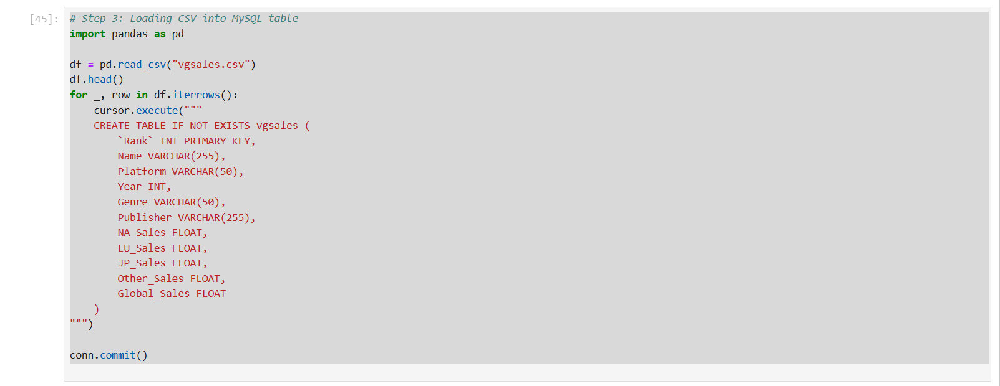 [45]:
# Step 3: Loading CSV into MySQL table
import pandas as pd
df = pd.read_csv("vgsales.csv")
df.head()
for _, row in df.iterrows():
    cursor.execute("""
    CREATE TABLE IF NOT EXISTS vgsales (
        `Rank` INT PRIMARY KEY,
        Name VARCHAR(255),
        Platform VARCHAR(50),
        Year INT,
        Genre VARCHAR(50),
        Publisher VARCHAR(255),
        NA_Sales FLOAT,
        EU_Sales FLOAT,
        JP_Sales FLOAT,
        Other_Sales FLOAT,
        Global_Sales FLOAT
    )
""")
conn.commit()